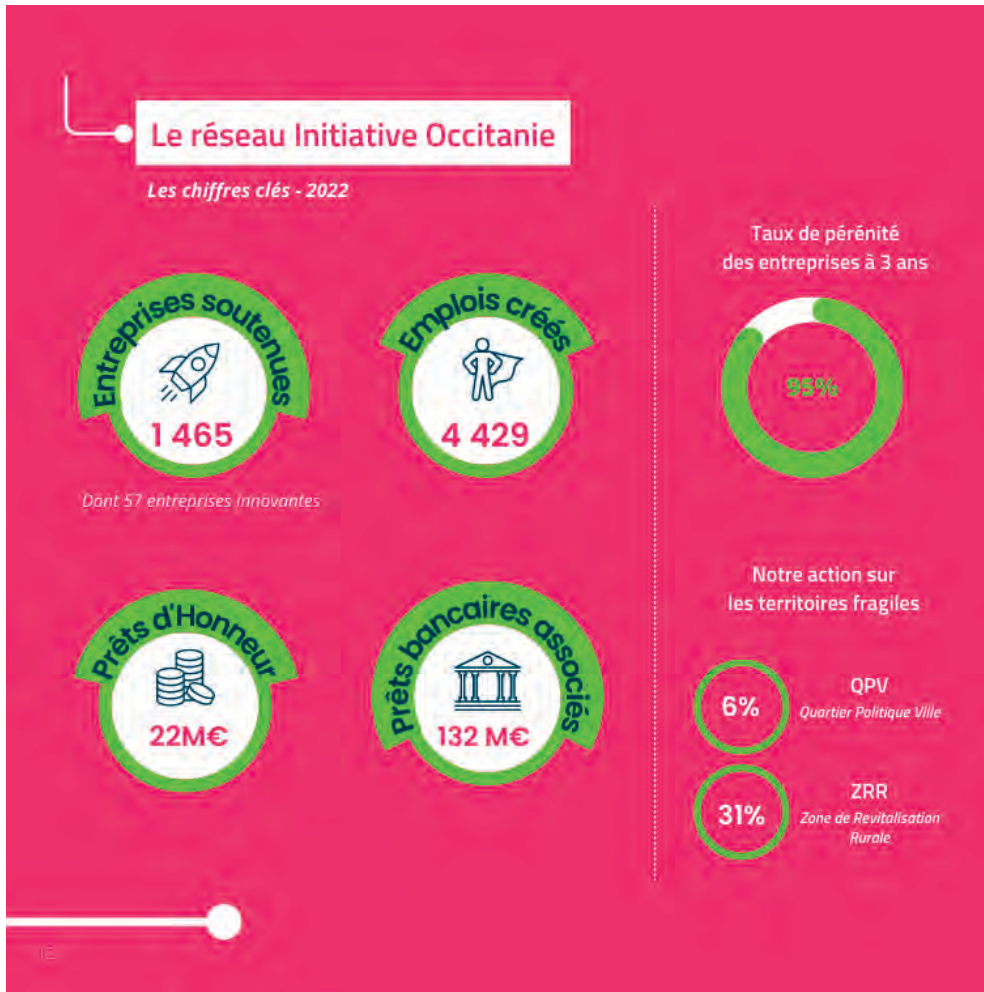 Le réseau Initiative Occitanie
Les chiffres clés - 2022
Entreprises soutenues
1 465
Dont 57 entreprises innovantes
Emplois créés
4 429
Prêts d'Honneur
22M€
Prêts bancaires associés
132 M€
Taux de pérénité
des entreprises à 3 ans
95%
Notre action sur
les territoires fragiles
6%
QPV
Quartier Politique Ville
31%
ZRR
Zone de Revitalisation
Rurale